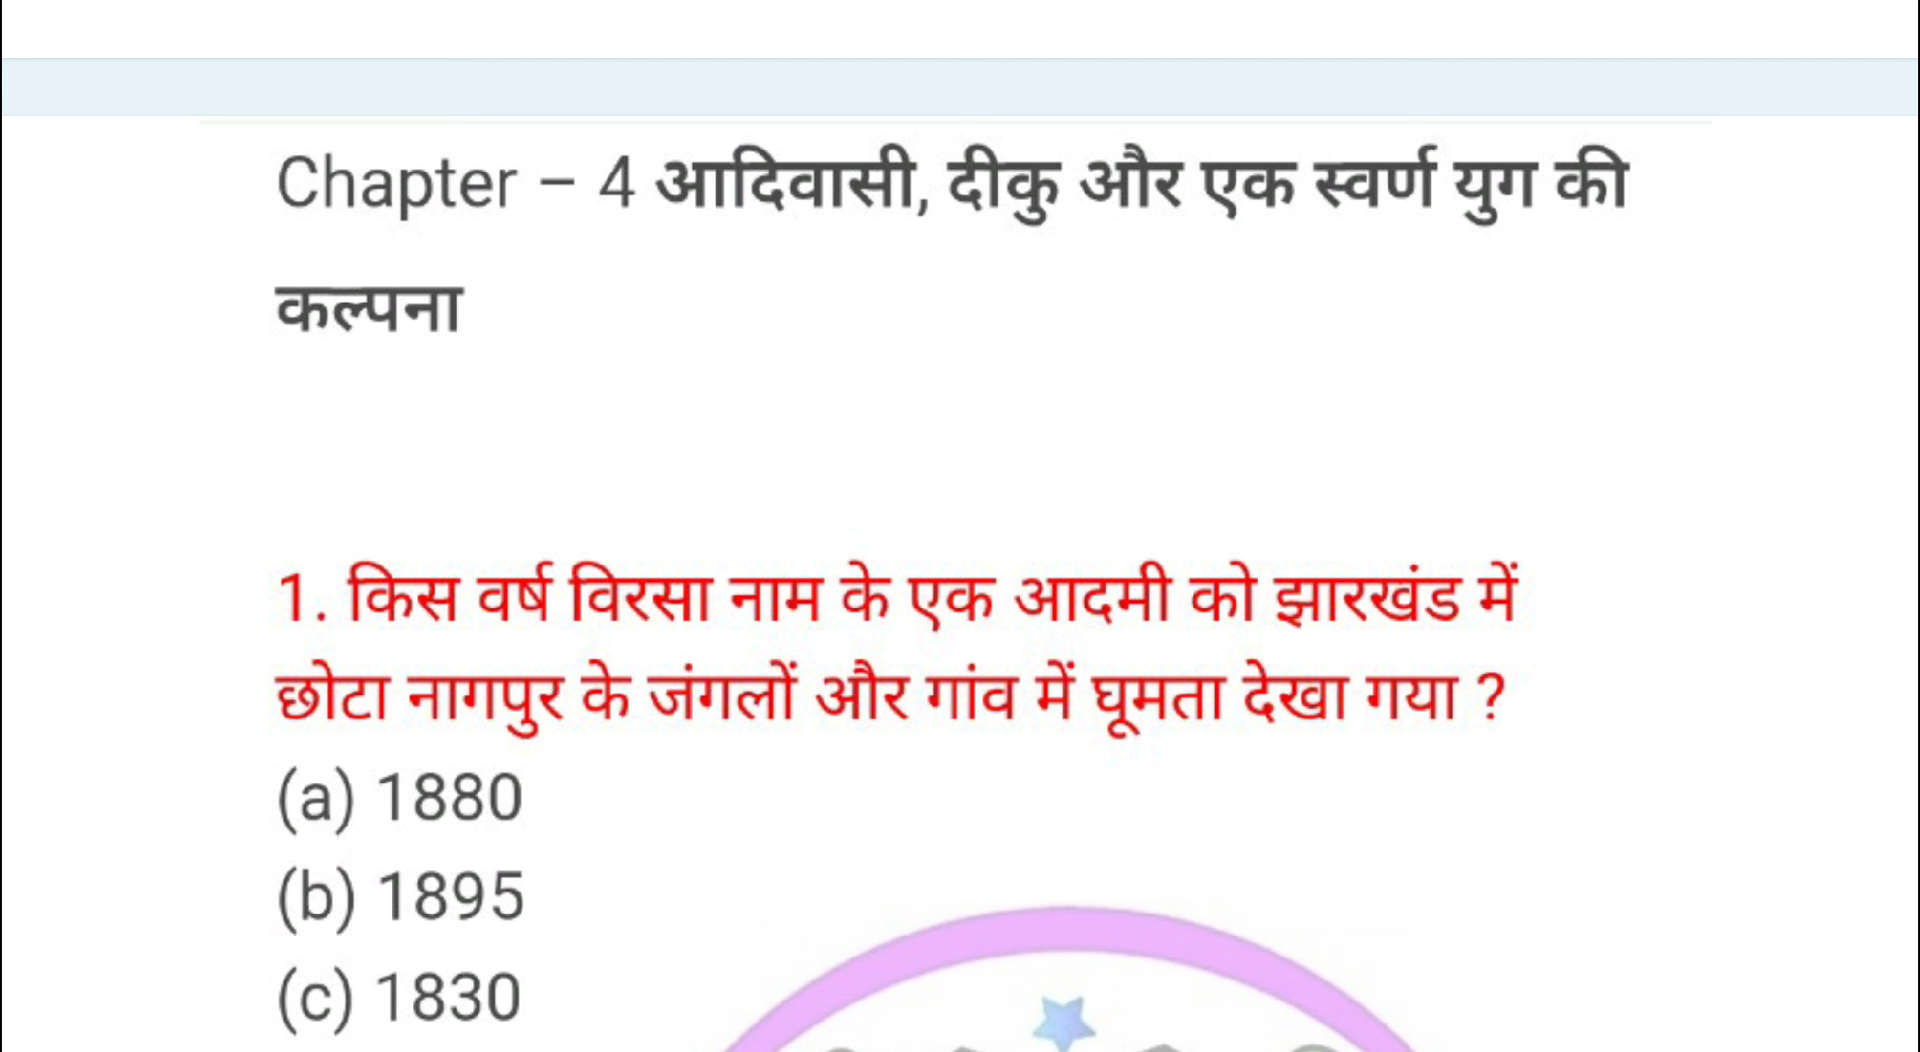 Chapter – 4 आदिवासी, दीकु और एक स्वर्ण युग की
कल्पना
1. किस वर्ष विरसा नाम के एक आदमी को झारखंड में
छोटा नागपुर के जंगलों और गांव में घूमता देखा गया ?
(a) 1880
(b) 1895
(c) 1830